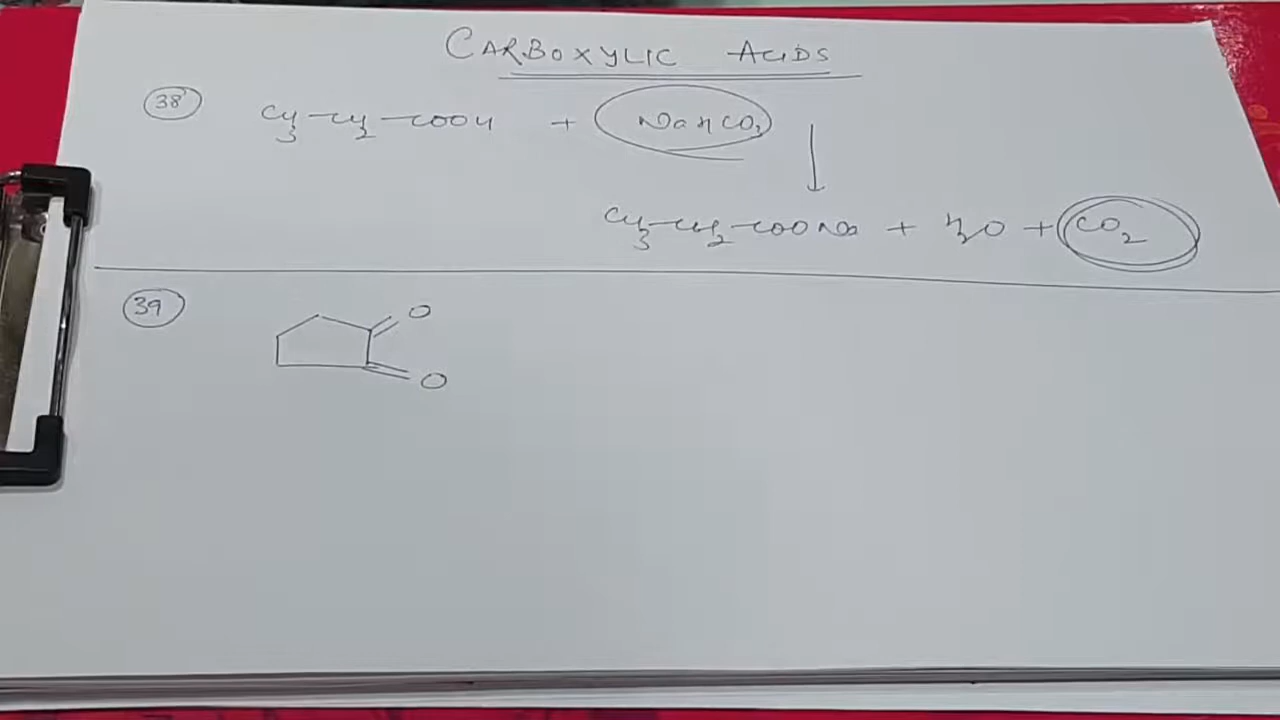 CARBOXYLIC ACIDS
38 CH3-CH2-COOH + NaHCO3
CH3-CH2-COONa + H2O + CO2
39
O
O